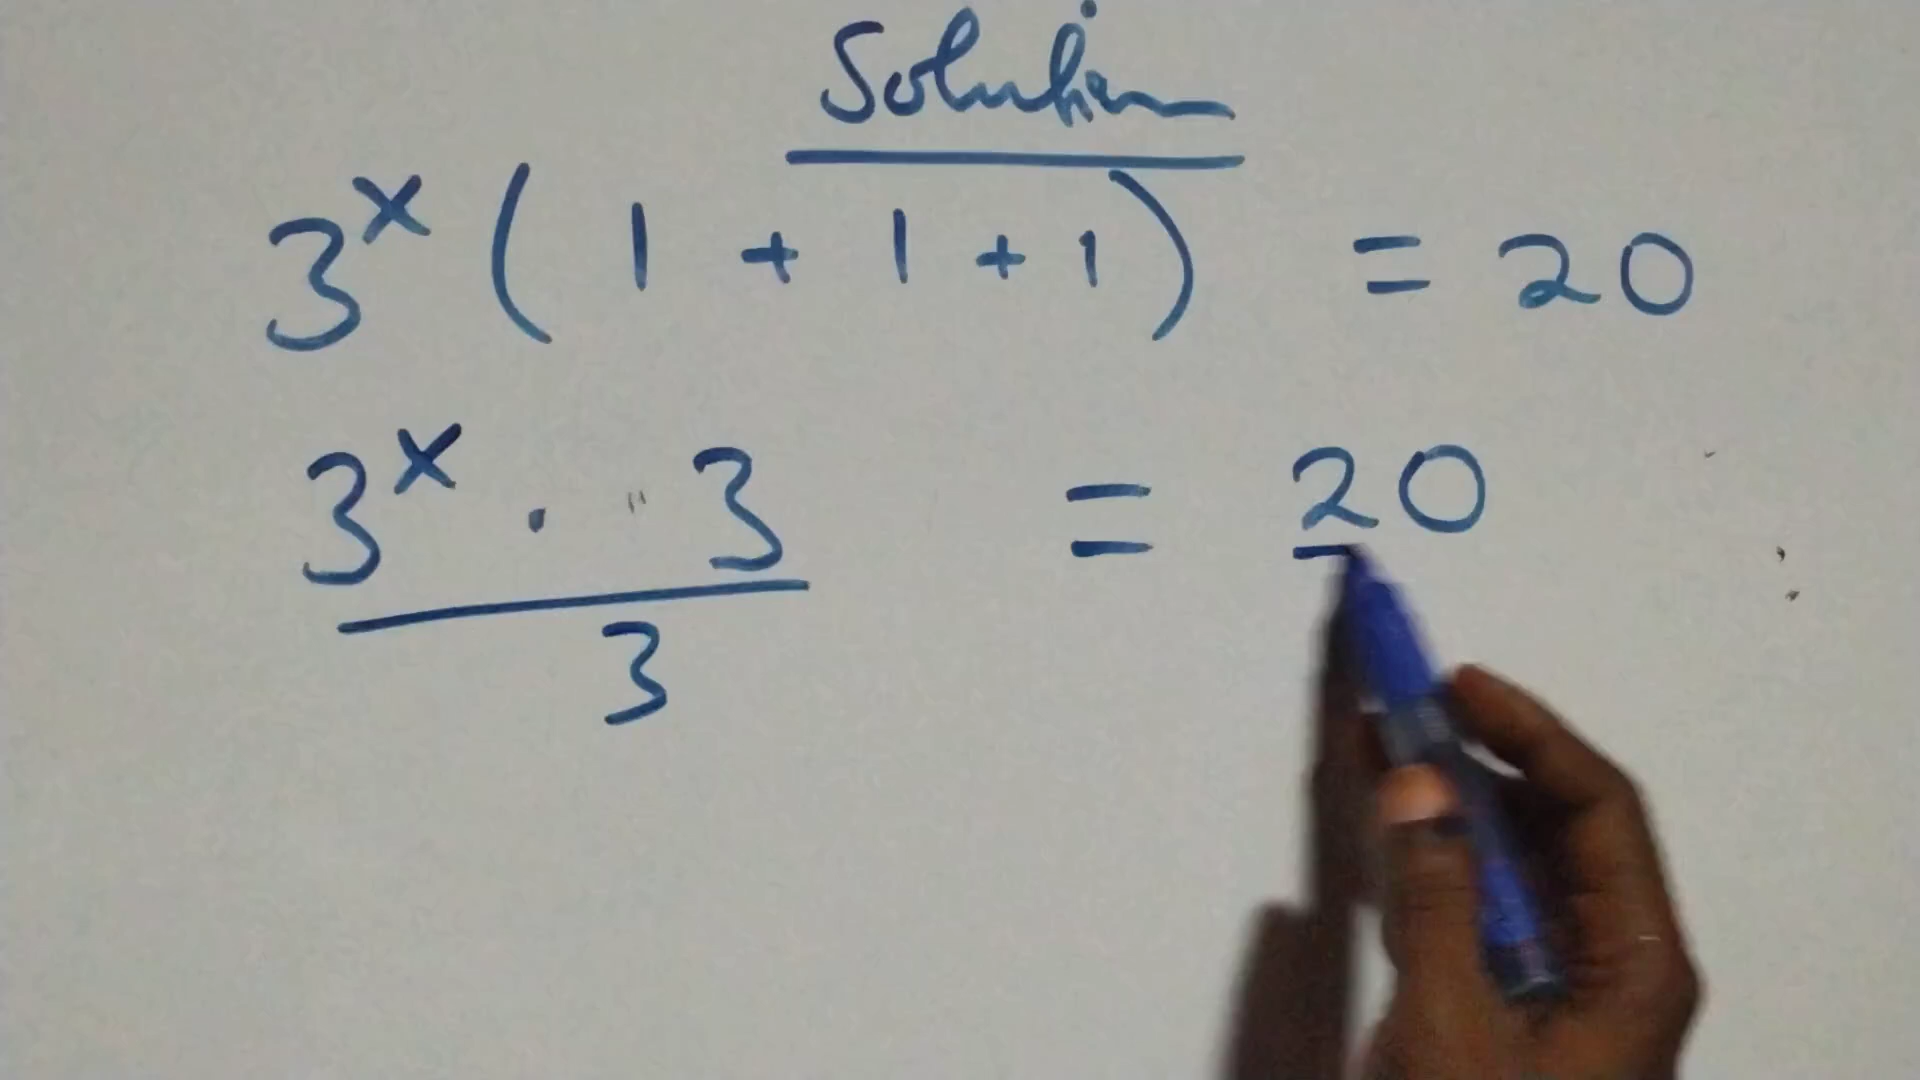 Solution
3^x ( 1 + 1 + 1 ) = 20
3^x · 3 = 20
3